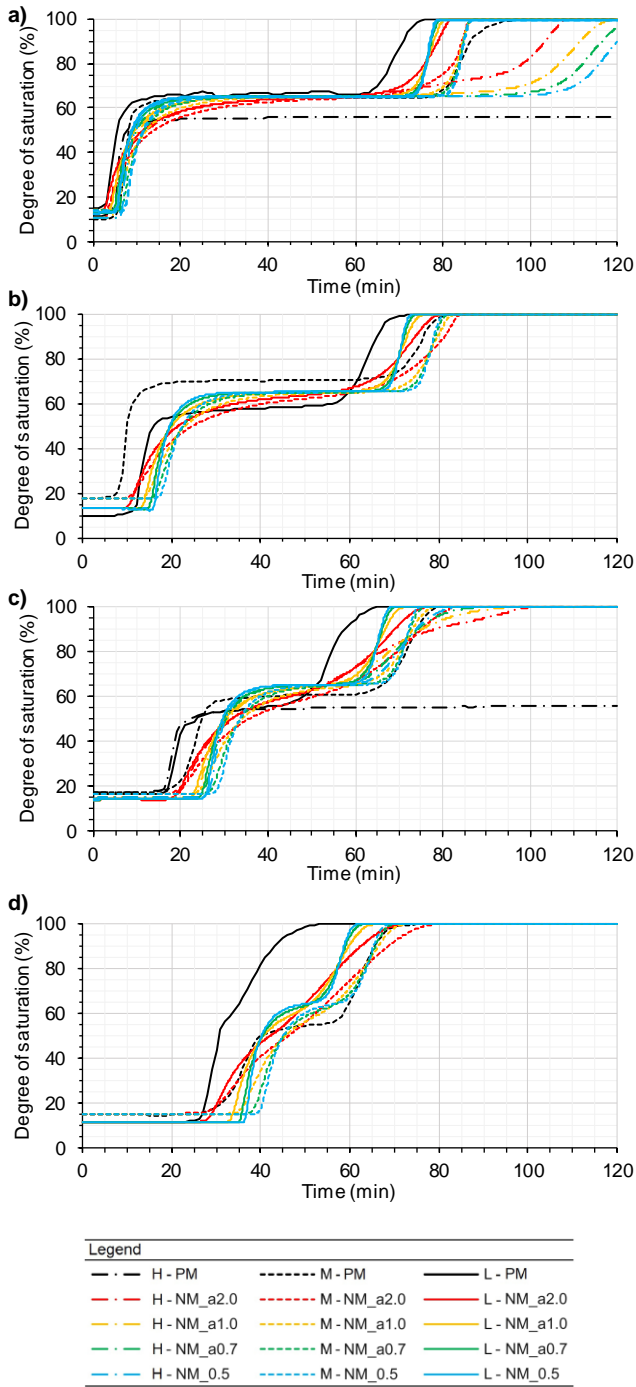 a)
Degree of saturation (%)
100
80
60
40
20
0
0 20 40 60 80 100 120
Time (min)
b)
Degree of saturation (%)
100
80
60
40
20
0
0 20 40 60 80 100 120
Time (min)
c)
Degree of saturation (%)
100
80
60
40
20
0
0 20 40 60 80 100 120
Time (min)
d)
Degree of saturation (%)
100
80
60
40
20
0
0 20 40 60 80 100 120
Time (min)
Legend
H - PM M - PM L - PM
H - NM_a2.0 M - NM_a2.0 L - NM_a2.0
H - NM_a1.0 M - NM_a1.0 L - NM_a1.0
H - NM_a0.7 M - NM_a0.7 L - NM_a0.7
H - NM_0.5 M - NM_0.5 L - NM_0.5